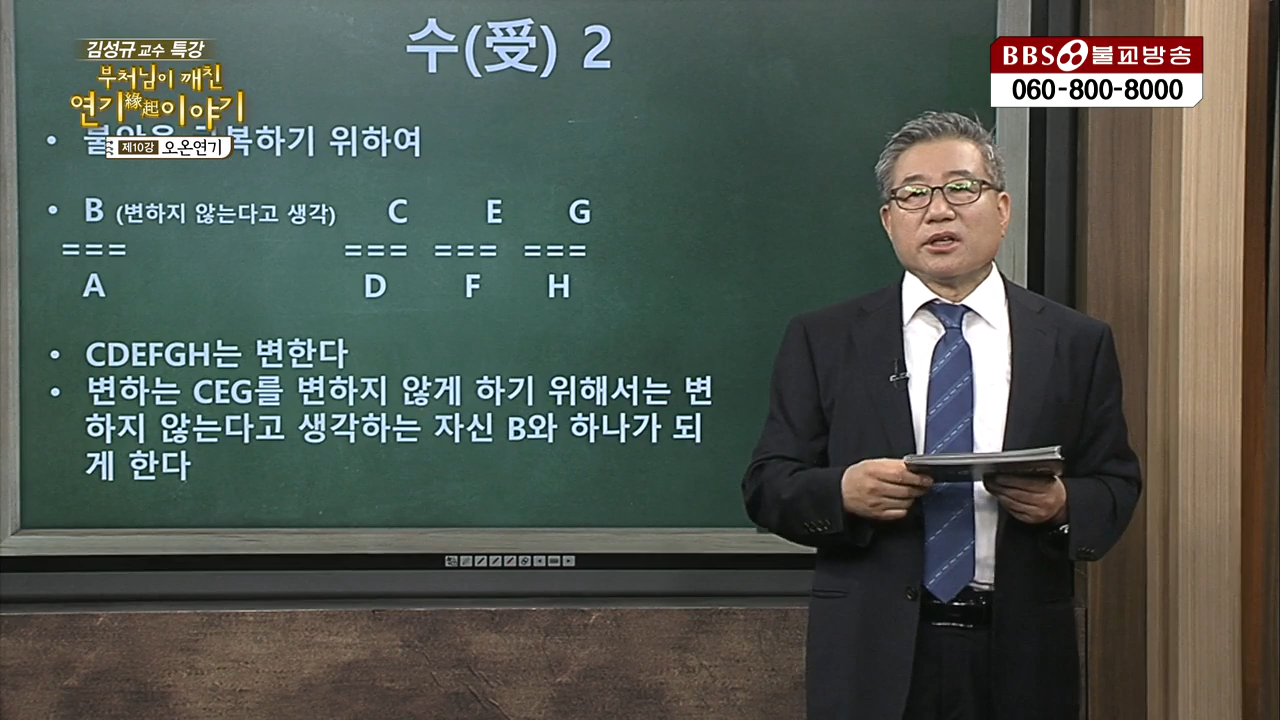 수(受) 2
김성규 교수 특강
부처님이 깨친
연기緣起이야기
제10강 오온연기
BBS 불교방송
060-800-8000
• 복하기 위하여
• B (변하지 않는다고 생각) C E G
=== === === ===
A D F H
• CDEFGH는 변한다
• 변하는 CEG를 변하지 않게 하기 위해서는 변
하지 않는다고 생각하는 자신 B와 하나가 되
게 한다